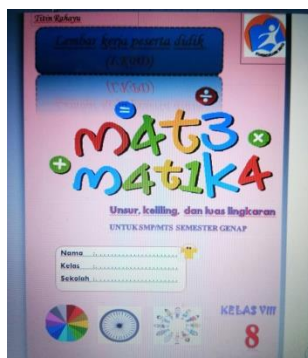 Titin Rahayu
Lembar kerja peserta didik
(LKPD)
m4t3
m4t1k4
Unsur, keliling, dan luas lingkaran
UNTUK SMP/MTS SEMESTER GENAP
Nama :
Kelas :
Sekolah :
KELAS VIII
8